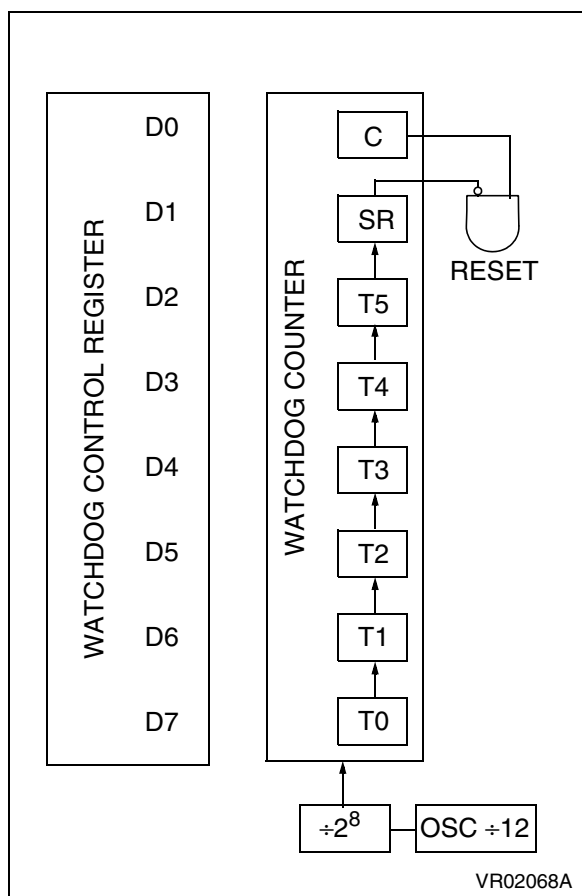 WATCHDOG CONTROL REGISTER
D0
D1
D2
D3
D4
D5
D6
D7
WATCHDOG COUNTER
C
SR
T5
T4
T3
T2
T1
T0
RESET
÷2⁸
OSC ÷12
VR02068A